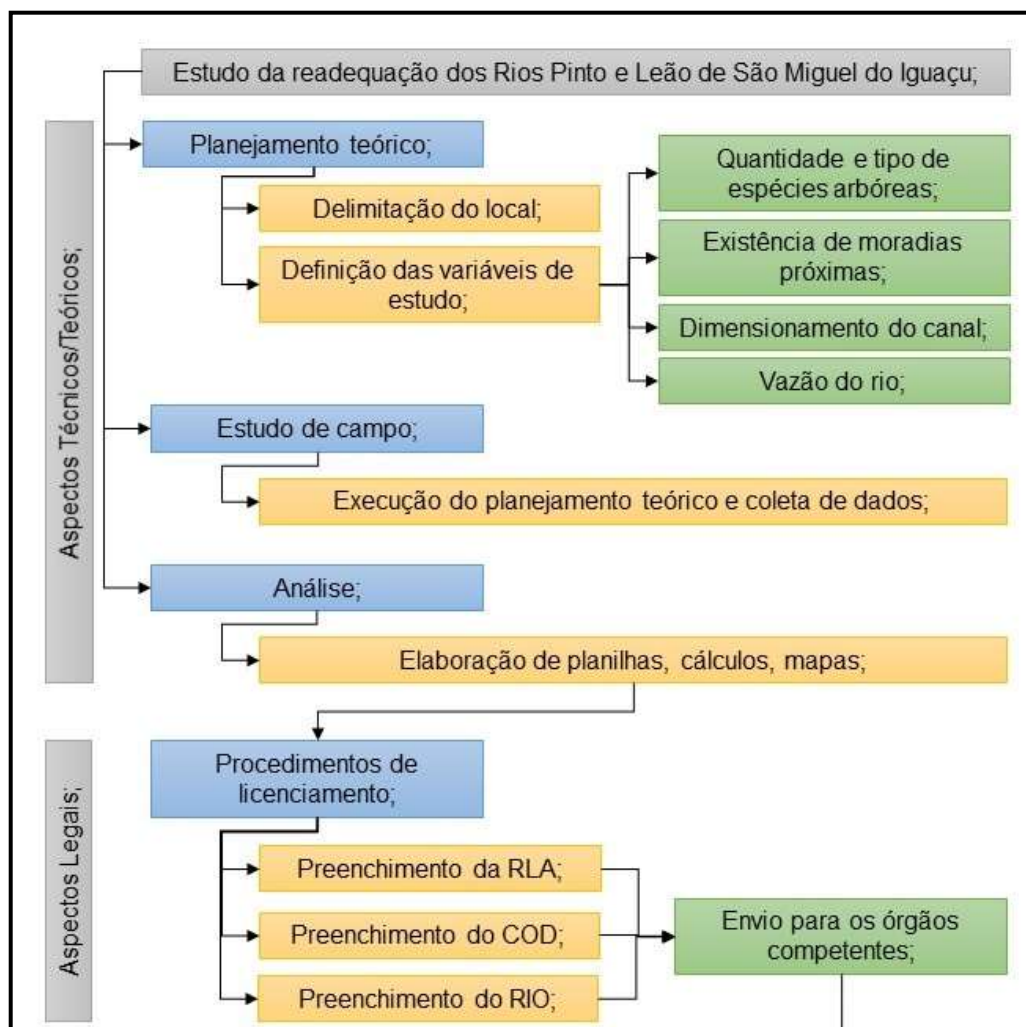 Estudo da readequação dos Rios Pinto e Leão de São Miguel do Iguaçu;
Aspectos Técnicos/Teóricos;
Planejamento teórico;
Delimitação do local;
Definição das variáveis de
estudo;
Quantidade e tipo de
espécies arbóreas;
Existência de moradias
próximas;
Dimensionamento do canal;
Vazão do rio;
Estudo de campo;
Execução do planejamento teórico e coleta de dados;
Análise;
Elaboração de planilhas, cálculos, mapas;
Aspectos Legais;
Procedimentos de
licenciamento;
Preenchimento da RLA;
Preenchimento do COD;
Preenchimento do RIO;
Envio para os órgãos
competentes;